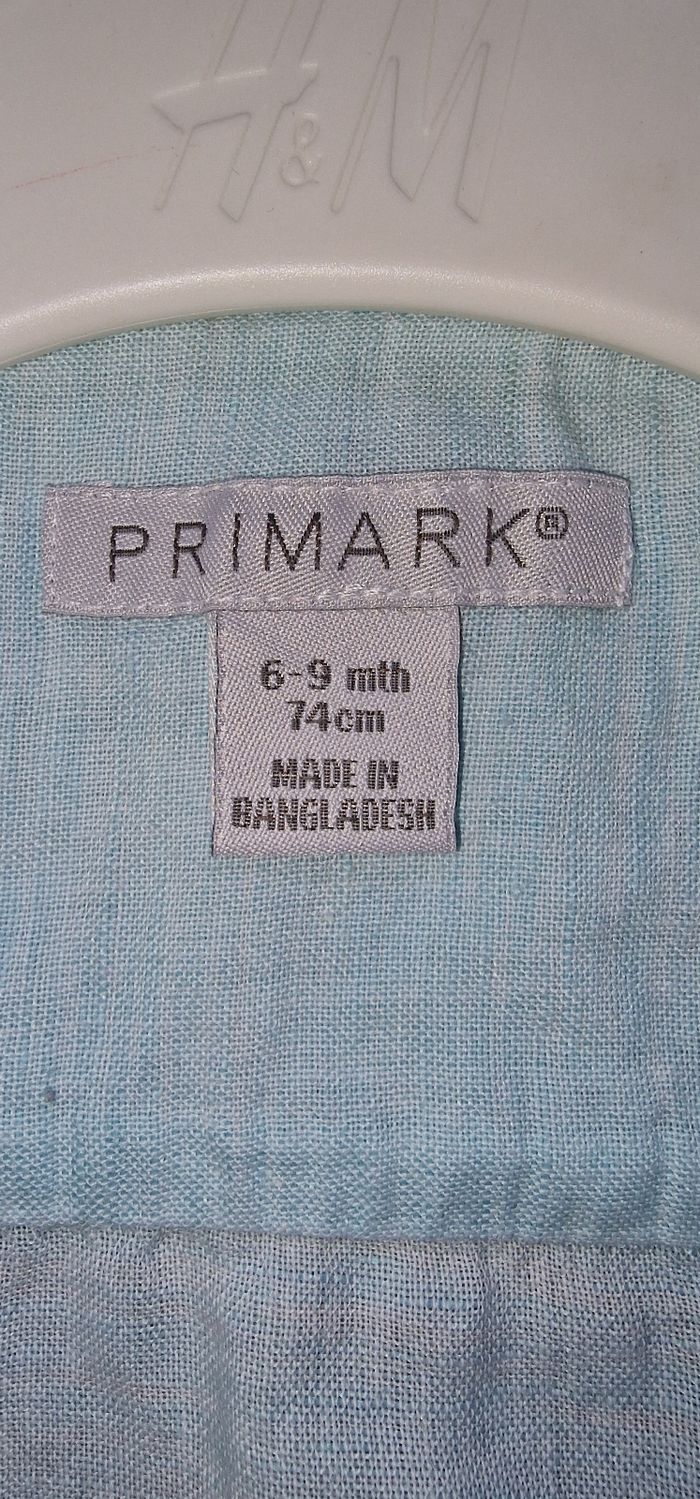 H&M
PRIMARK®
6-9 mth
74cm
MADE IN
BANGLADESH